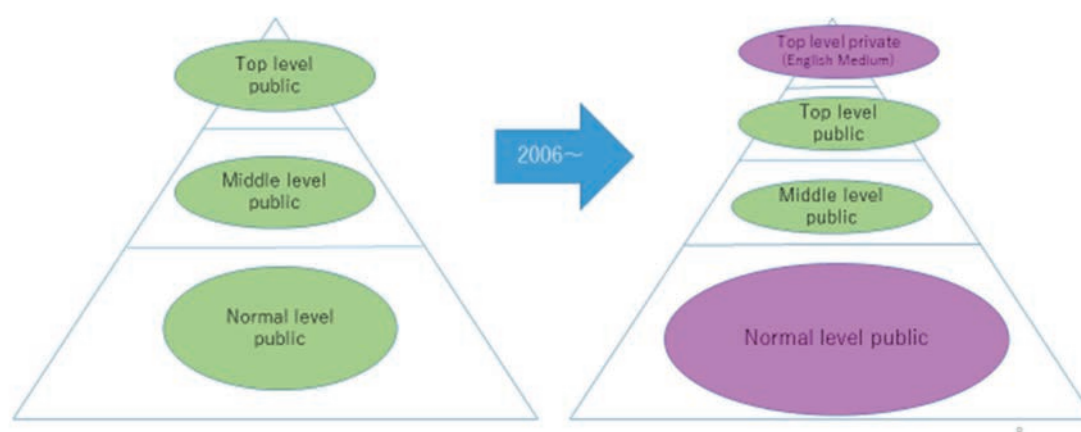 Top level
public
Middle level
public
Normal level
public
2006～
Top level private
(English Medium)
Top level
public
Middle level
public
Normal level public